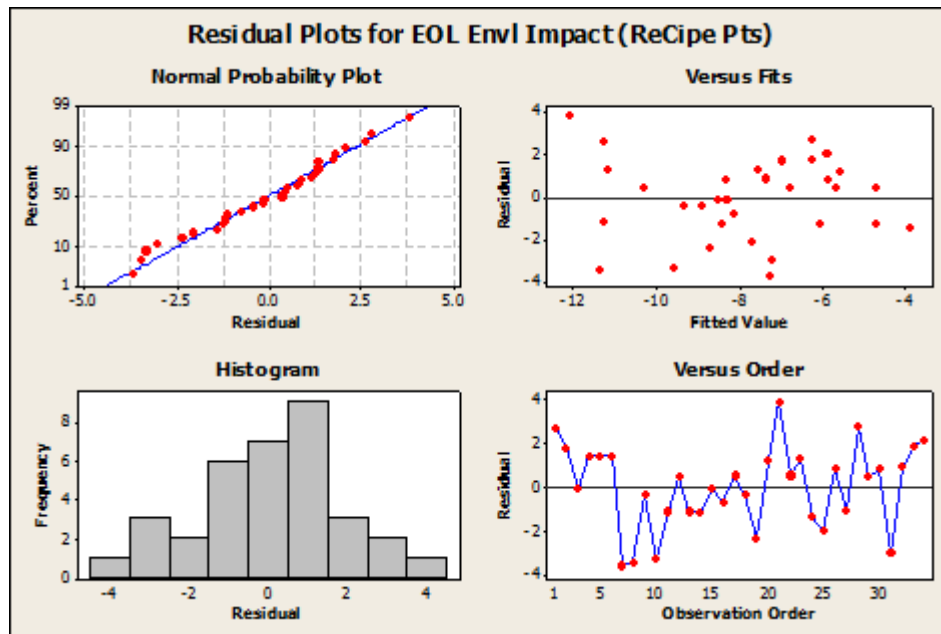 Residual Plots for EOL Envl Impact (ReCipe Pts)
Normal Probability Plot
99
90
50
10
1
Percent
-5.0 -2.5 0.0 2.5 5.0
Residual
Versus Fits
4
2
0
-2
-4
Residual
-12 -10 -8 -6 -4
Fitted Value
Histogram
8
6
4
2
0
Frequency
-4 -2 0 2 4
Residual
Versus Order
4
2
0
-2
-4
Residual
1 5 10 15 20 25 30
Observation Order